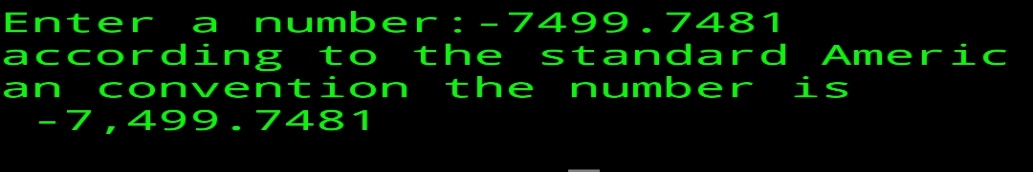 Enter a number:-7499.7481
according to the standard Americ
an convention the number is
-7,499.7481